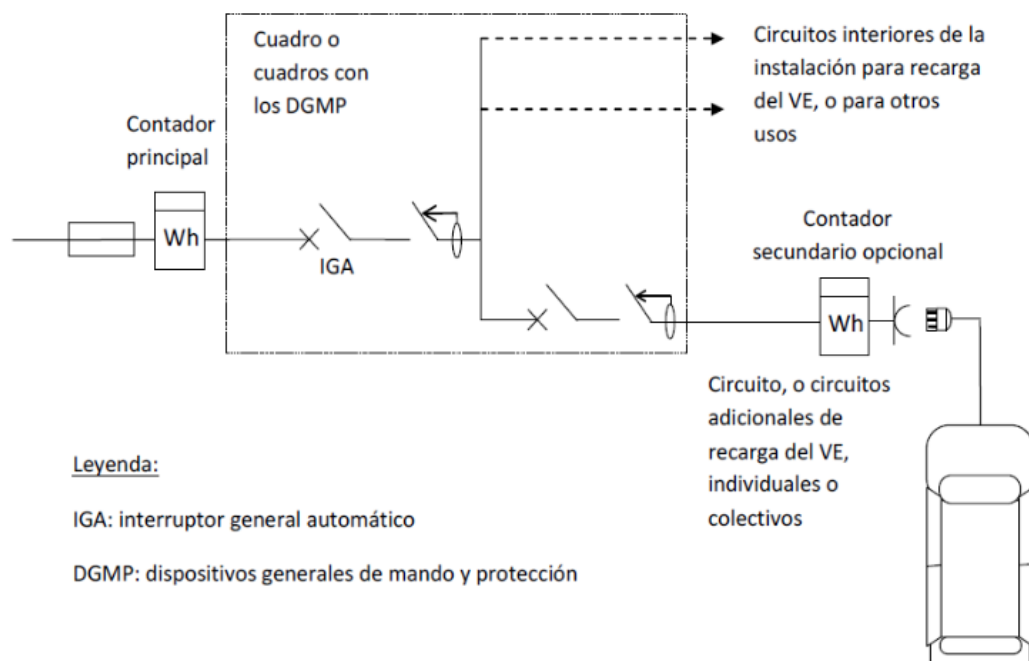 Cuadro o
cuadros con
los DGMP
Circuitos interiores de la
instalación para recarga
del VE, o para otros
usos
Contador
principal
Wh
IGA
Contador
secundario opcional
Wh
Circuito, o circuitos
adicionales de
recarga del VE,
individuales o
colectivos
Leyenda:
IGA: interruptor general automático
DGMP: dispositivos generales de mando y protección